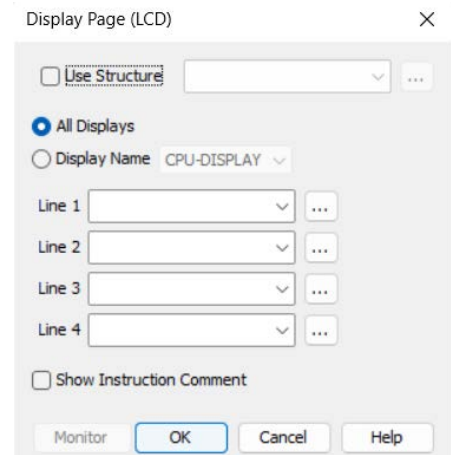 Display Page (LCD)
Use Structure ...
All Displays
Display Name CPU-DISPLAY
Line 1 ...
Line 2 ...
Line 3 ...
Line 4 ...
Show Instruction Comment
Monitor OK Cancel Help